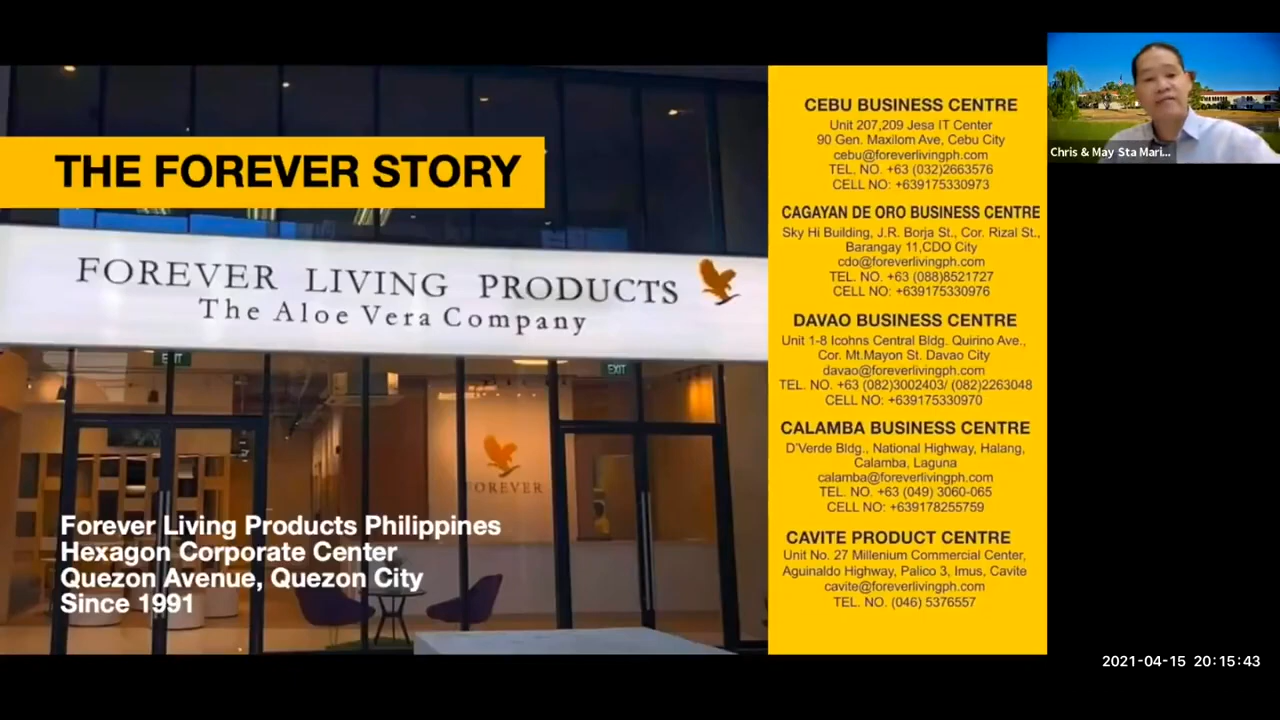 THE FOREVER STORY
FOREVER LIVING PRODUCTS
The Aloe Vera Company
EXIT
EXIT
FOREVER
Forever Living Products Philippines
Hexagon Corporate Center
Quezon Avenue, Quezon City
Since 1991
CEBU BUSINESS CENTRE
Unit 207,209 Jesa IT Center
90 Gen. Maxilom Ave, Cebu City
cebu@foreverlivingph.com
TEL. NO. +63 (032)2663576
CELL NO: +639175330973
CAGAYAN DE ORO BUSINESS CENTRE
Sky Hi Building, J.R. Borja St., Cor. Rizal St.,
Barangay 11,CDO City
cdo@foreverlivingph.com
TEL. NO. +63 (088)8521727
CELL NO: +639175330976
DAVAO BUSINESS CENTRE
Unit 1-8 Icohns Central Bldg. Quirino Ave.,
Cor. Mt.Mayon St. Davao City
davao@foreverlivingph.com
TEL. NO. +63 (082)3002403/ (082)2263048
CELL NO: +639175330970
CALAMBA BUSINESS CENTRE
D'Verde Bldg., National Highway, Halang,
Calamba, Laguna
calamba@foreverlivingph.com
TEL. NO. +63 (049) 3060-065
CELL NO: +639178255759
CAVITE PRODUCT CENTRE
Unit No. 27 Millenium Commercial Center,
Aguinaldo Highway, Palico 3, Imus, Cavite
cavite@foreverlivingph.com
TEL. NO. (046) 5376557
Chris & May Sta Mari...
2021-04-15 20:15:43